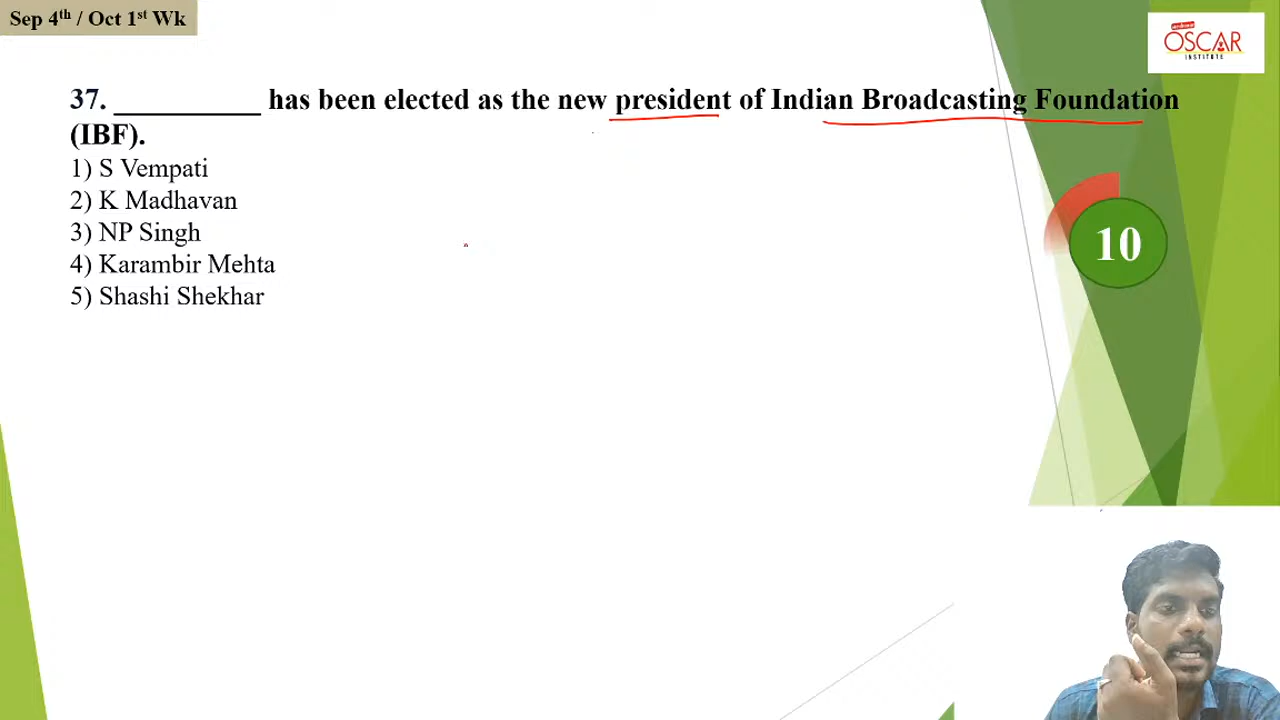 Sep 4th / Oct 1st Wk
OSCAR
INSTITUTE
37. __________ has been elected as the new president of Indian Broadcasting Foundation
(IBF).
1) S Vempati
2) K Madhavan
3) NP Singh
4) Karambir Mehta
5) Shashi Shekhar
10